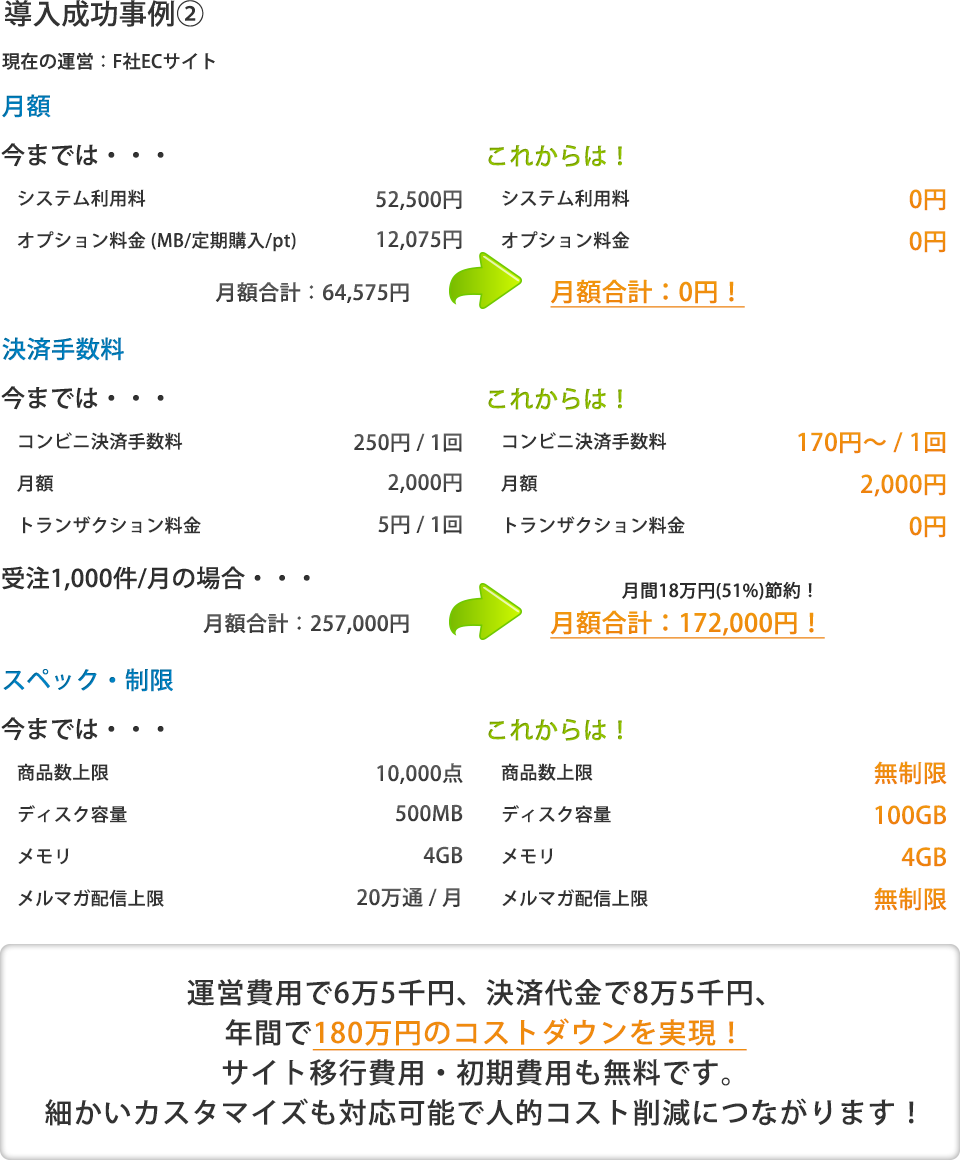 導入成功事例②
現在の運営：F社ECサイト
月額
今までは・・・
システム利用料 52,500円
オプション料金 (MB/定期購入/pt) 12,075円
月額合計：64,575円
これからは！
システム利用料 0円
オプション料金 0円
月額合計：0円！
決済手数料
今までは・・・
コンビニ決済手数料 250円 / 1回
月額 2,000円
トランザクション料金 5円 / 1回
受注1,000件/月の場合・・・
月額合計：257,000円
これからは！
コンビニ決済手数料 170円～ / 1回
月額 2,000円
トランザクション料金 0円
月間18万円(51%)節約！
月額合計：172,000円！
スペック・制限
今までは・・・
商品数上限 10,000点
ディスク容量 500MB
メモリ 4GB
メルマガ配信上限 20万通 / 月
これからは！
商品数上限 無制限
ディスク容量 100GB
メモリ 4GB
メルマガ配信上限 無制限
運営費用で6万5千円、決済代金で8万5千円、
年間で180万円のコストダウンを実現！
サイト移行費用・初期費用も無料です。
細かいカスタマイズも対応可能で人的コスト削減につながります！